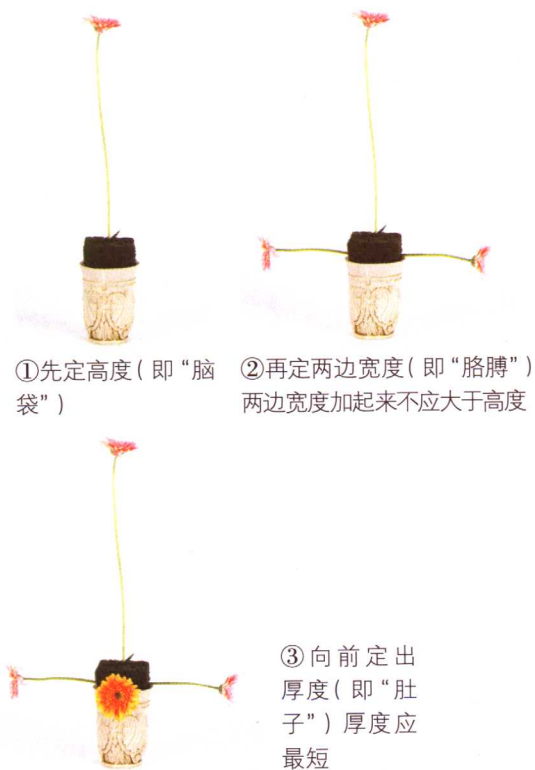 ①先定高度(即“脑
袋”)
②再定两边宽度(即“胳膊”)
两边宽度加起来不应大于高度
③向前定出
厚度(即“肚
子”)厚度应
最短